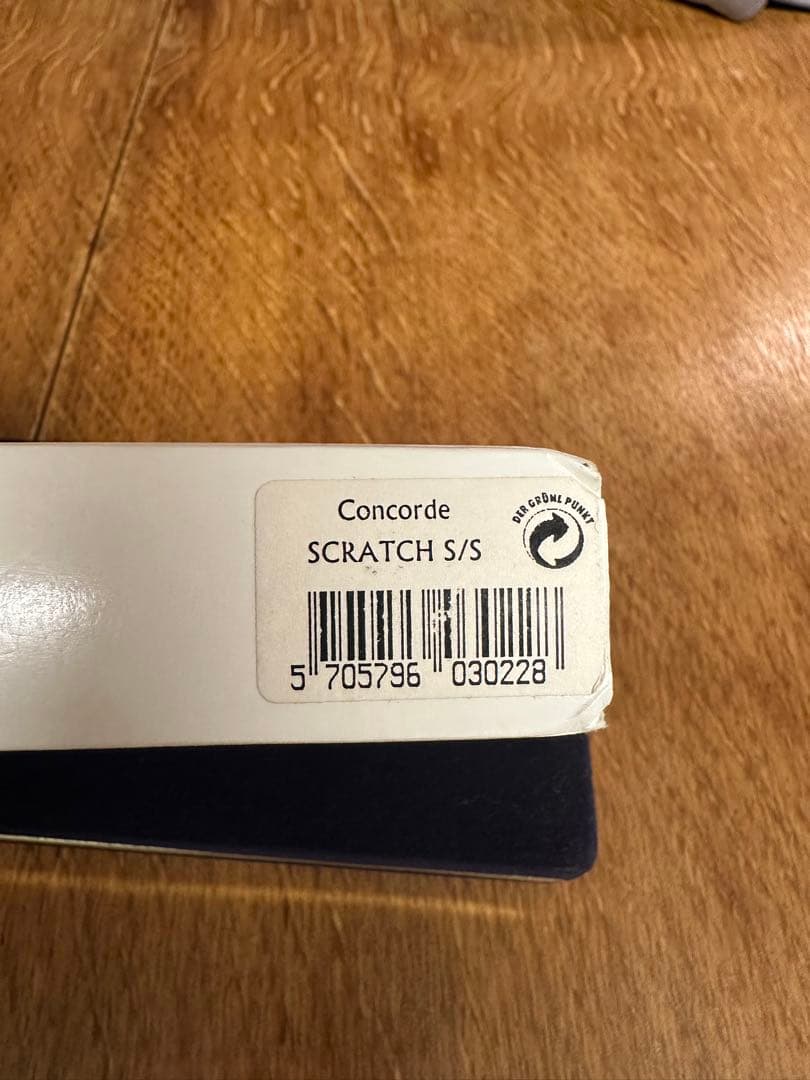 Concorde
DER GRÜNE PUNKT
SCRATCH S/S
5 705796 030228